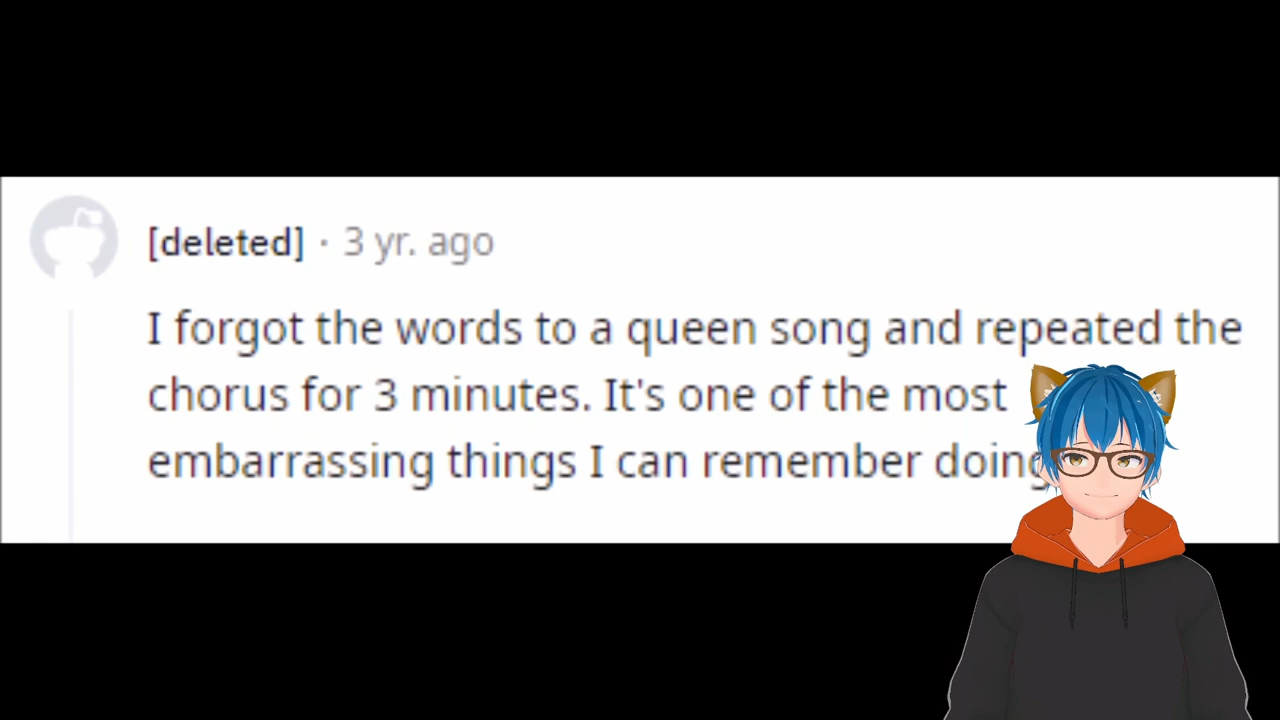 [deleted] · 3 yr. ago
I forgot the words to a queen song and repeated the
chorus for 3 minutes. It's one of the most
embarrassing things I can remember doing